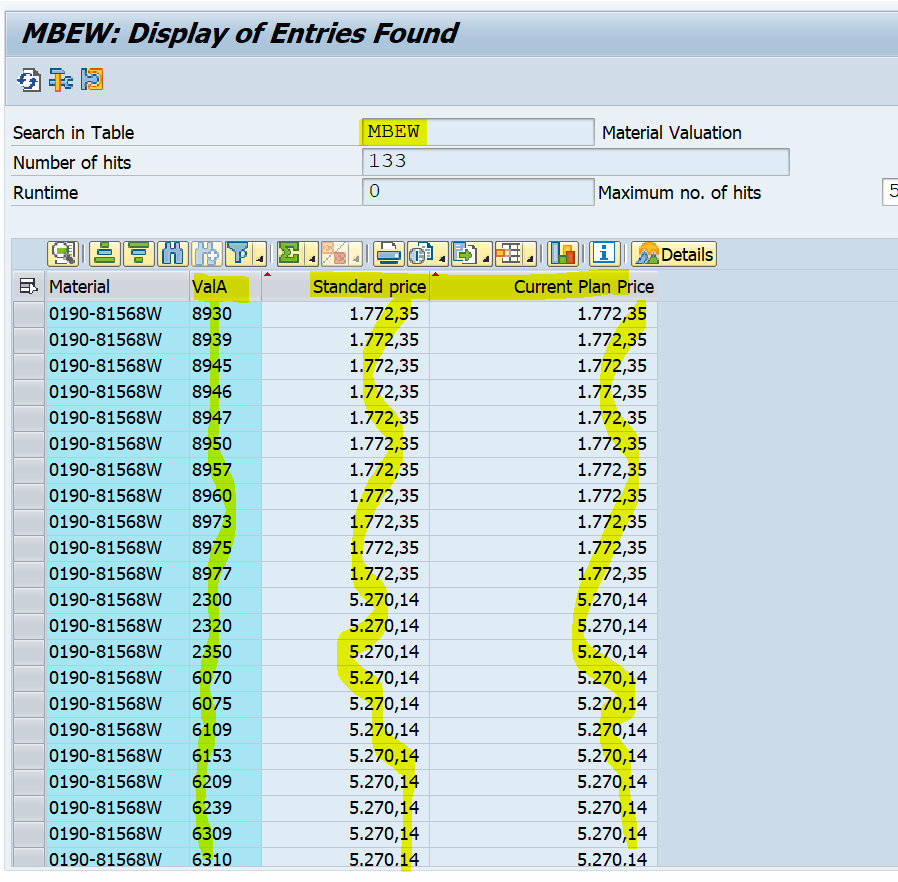 MBEW: Display of Entries Found
Search in Table MBEW Material Valuation
Number of hits 133
Runtime 0 Maximum no. of hits 5
Details
Material ValA Standard price Current Plan Price
0190-81568W 8930 1.772,35 1.772,35
0190-81568W 8939 1.772,35 1.772,35
0190-81568W 8945 1.772,35 1.772,35
0190-81568W 8946 1.772,35 1.772,35
0190-81568W 8947 1.772,35 1.772,35
0190-81568W 8950 1.772,35 1.772,35
0190-81568W 8957 1.772,35 1.772,35
0190-81568W 8960 1.772,35 1.772,35
0190-81568W 8973 1.772,35 1.772,35
0190-81568W 8975 1.772,35 1.772,35
0190-81568W 8977 1.772,35 1.772,35
0190-81568W 2300 5.270,14 5.270,14
0190-81568W 2320 5.270,14 5.270,14
0190-81568W 2350 5.270,14 5.270,14
0190-81568W 6070 5.270,14 5.270,14
0190-81568W 6075 5.270,14 5.270,14
0190-81568W 6109 5.270,14 5.270,14
0190-81568W 6153 5.270,14 5.270,14
0190-81568W 6209 5.270,14 5.270,14
0190-81568W 6239 5.270,14 5.270,14
0190-81568W 6309 5.270,14 5.270,14
0190-81568W 6310 5.270,14 5.270,14